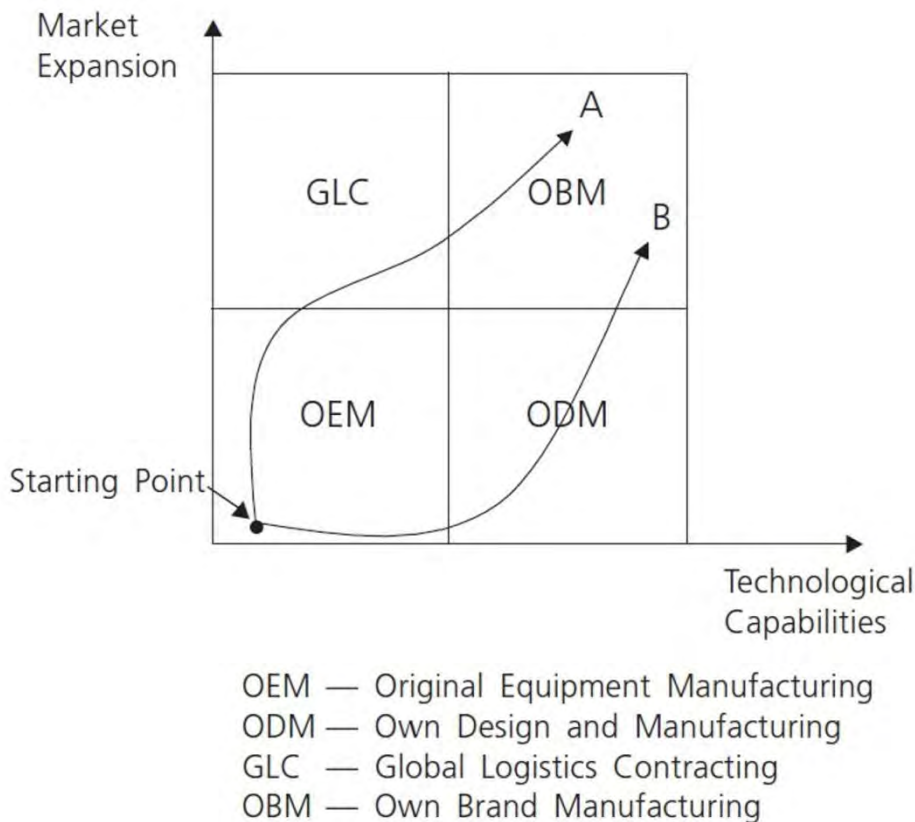 Market
Expansion
A
GLC
OBM
B
OEM
ODM
Starting Point
Technological
Capabilities
OEM — Original Equipment Manufacturing
ODM — Own Design and Manufacturing
GLC — Global Logistics Contracting
OBM — Own Brand Manufacturing